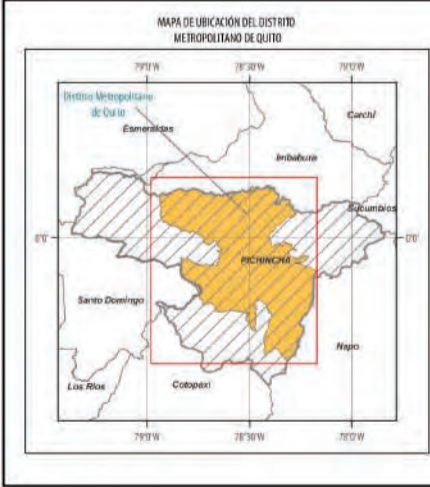 MAPA DE UBICACIÓN DEL DISTRITO
METROPOLITANO DE QUITO
79°0'W 78°30'W 78°0'W
Distrito Metropolitano
de Quito
Carchi
Esmeraldas
Imbabura
Sucumbíos
0°0' 0°0'
PICHINCHA
Santo Domingo
Napo
Los Ríos
Cotopaxi
79°0'W 78°30'W 78°0'W